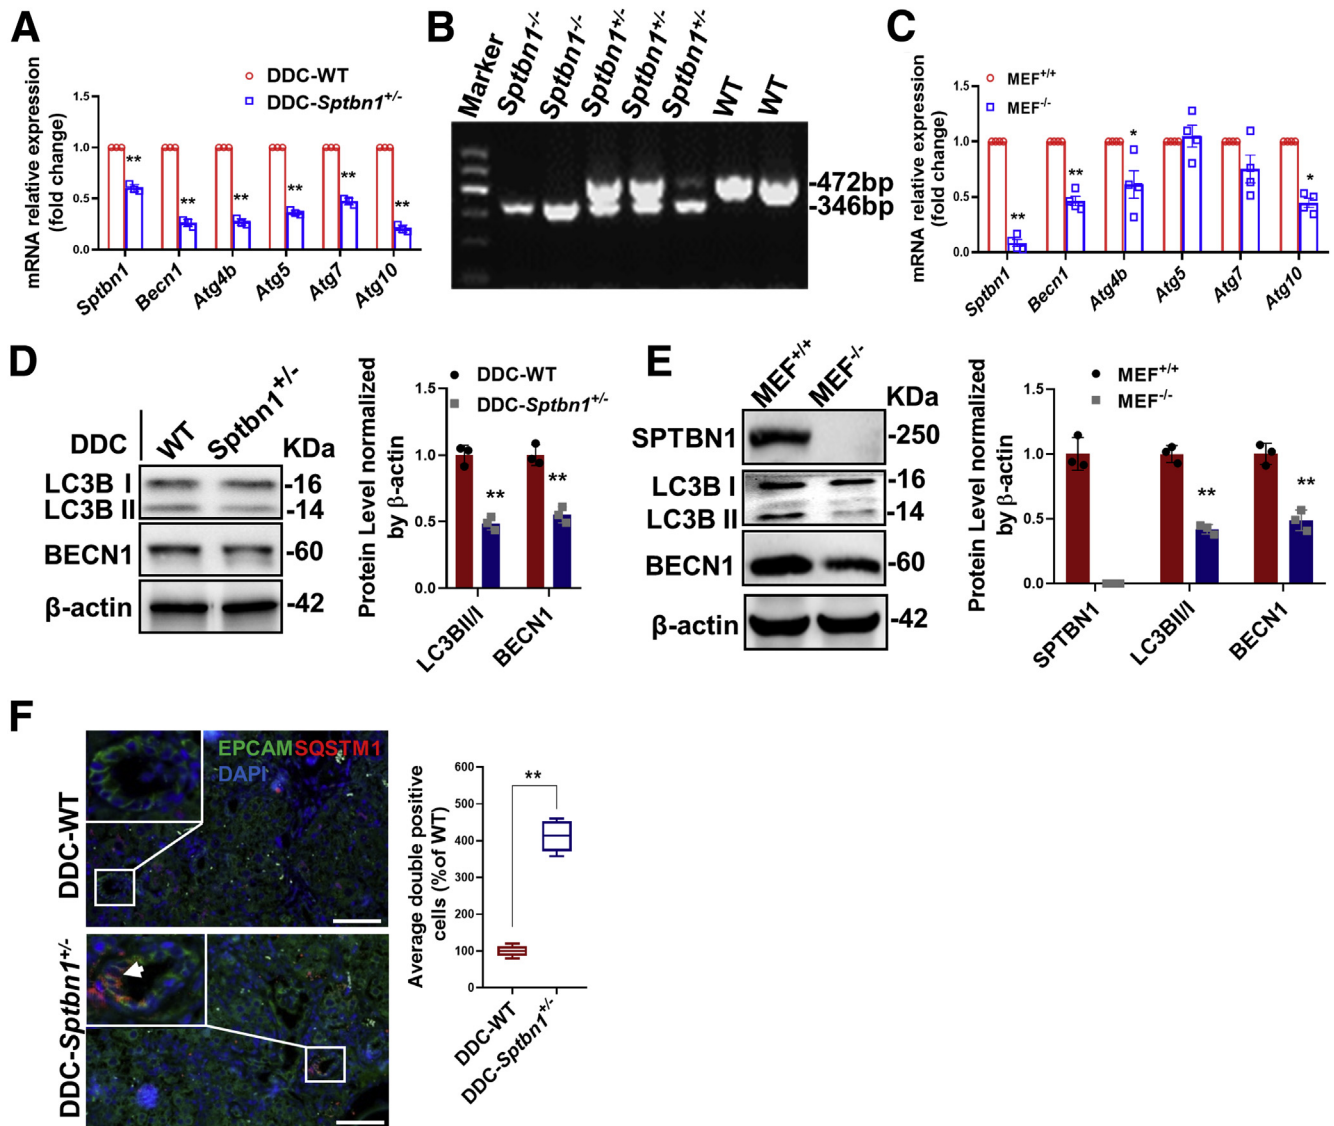 A
DDC-WT
DDC-Sptbn1+/-
mRNA relative expression
(fold change)
1.5
1.0
0.5
0.0
**
**
**
**
**
**
Sptbn1
Becn1
Atg4b
Atg5
Atg7
Atg10
B
Marker
Sptbn1-/-
Sptbn1-/-
Sptbn1+/-
Sptbn1+/-
Sptbn1+/-
WT
WT
-472bp
-346bp
C
MEF+/+
MEF-/-
mRNA relative expression
(fold change)
1.5
1.0
0.5
0.0
**
**
*
*
Sptbn1
Becn1
Atg4b
Atg5
Atg7
Atg10
D
DDC
WT
Sptbn1+/-
KDa
LC3B I
-16
LC3B II
-14
BECN1
-60
β-actin
-42
DDC-WT
DDC-Sptbn1+/-
Protein Level normalized
by β-actin
1.5
1.0
0.5
0.0
**
**
LC3BII/I
BECN1
E
MEF+/+
MEF-/-
KDa
SPTBN1
-250
LC3B I
-16
LC3B II
-14
BECN1
-60
β-actin
-42
MEF+/+
MEF-/-
Protein Level normalized
by β-actin
1.5
1.0
0.5
0.0
**
**
SPTBN1
LC3BII/I
BECN1
F
EPCAMSQSTM1
DAPI
DDC-WT
DDC-Sptbn1+/-
Average double positive
cells (%of WT)
600
500
400
300
200
100
0
**
DDC-WT
DDC-Sptbn1+/-